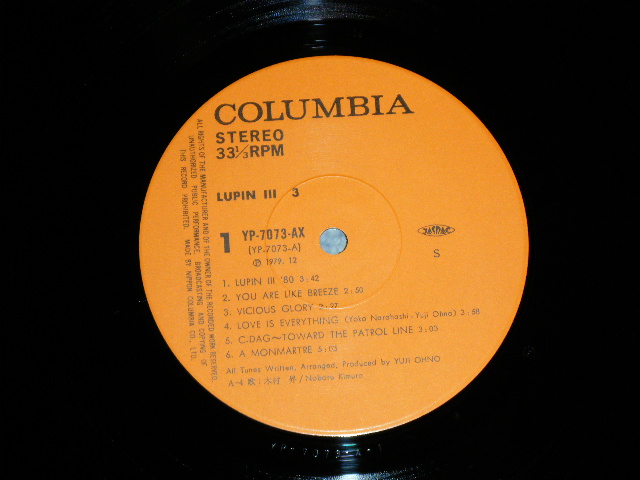 COLUMBIA
STEREO
33⅓RPM
LUPIN III 3
1 YP-7073-AX
(YP-7073-A)
Ⓟ 1979. 12
JASRAC
S
1. LUPIN III '80 3:42
2. YOU ARE LIKE BREEZE 2:50
3. VICIOUS GLORY 2:27
4. LOVE IS EVERYTHING (Yoko Narahashi・Yuji Ohno) 3:58
5. C-DAG~TOWARD THE PATROL LINE 3:03
6. A MONMARTRE 3:03
All Tunes Written, Arranged, Produced by YUJI OHNO
A-4 歌:木村 昇/Noboru Kimura
ALL RIGHTS OF THE MANUFACTURER AND OF THE OWNER OF THE RECORDED WORK RESERVED.
UNAUTHORIZED PUBLIC PERFORMANCE, BROADCASTING AND COPYING OF
THIS RECORD PROHIBITED. MADE BY NIPPON COLUMBIA CO., LTD.